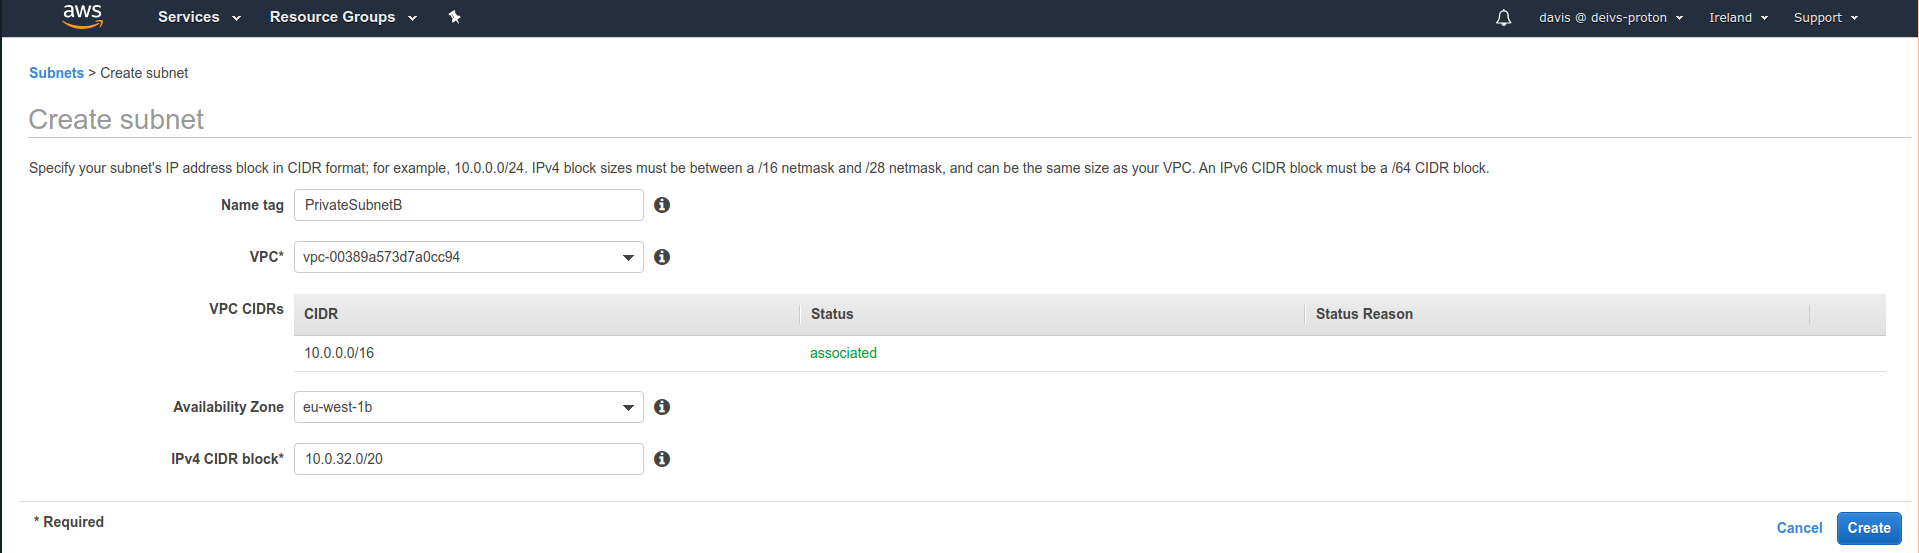 aws Services Resource Groups davis @ deivs-proton Ireland Support
Subnets > Create subnet
Create subnet
Specify your subnet's IP address block in CIDR format; for example, 10.0.0.0/24. IPv4 block sizes must be between a /16 netmask and /28 netmask, and can be the same size as your VPC. An IPv6 CIDR block must be a /64 CIDR block.
Name tag PrivateSubnetB
VPC* vpc-00389a573d7a0cc94
VPC CIDRs CIDR Status Status Reason
10.0.0.0/16 associated
Availability Zone eu-west-1b
IPv4 CIDR block* 10.0.32.0/20
* Required
Cancel Create